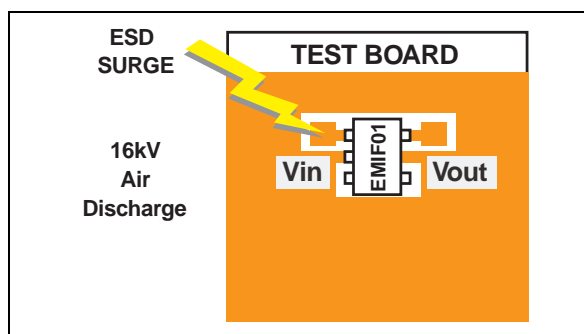 ESD
SURGE
TEST BOARD
16kV
Air
Discharge
Vin
EMIF01
Vout